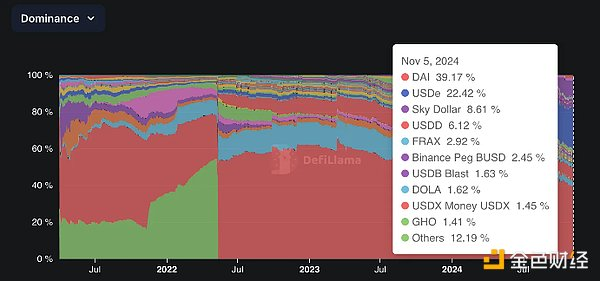 Dominance
Nov 5, 2024
DAI 39.17 %
USDe 22.42 %
Sky Dollar 8.61 %
USDD 6.12 %
FRAX 2.92 %
Binance Peg BUSD 2.45 %
USDB Blast 1.63 %
DOLA 1.62 %
USDX Money USDX 1.45 %
GHO 1.41 %
Others 12.19 %
100 %
80 %
60 %
40 %
20 %
0 %
DefiLlama
Jul 2022 Jul 2023 Jul 2024 Jul
金色财经